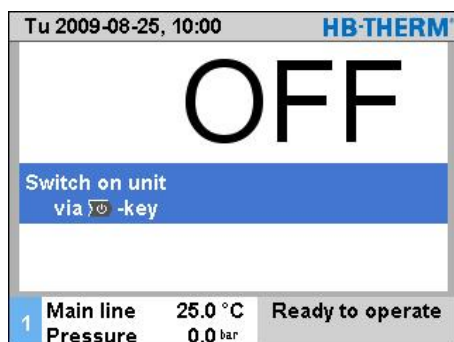 Tu 2009-08-25, 10:00 HB-THERM
OFF
Switch on unit
via -key
1 Main line 25.0 °C Ready to operate
Pressure 0.0 bar